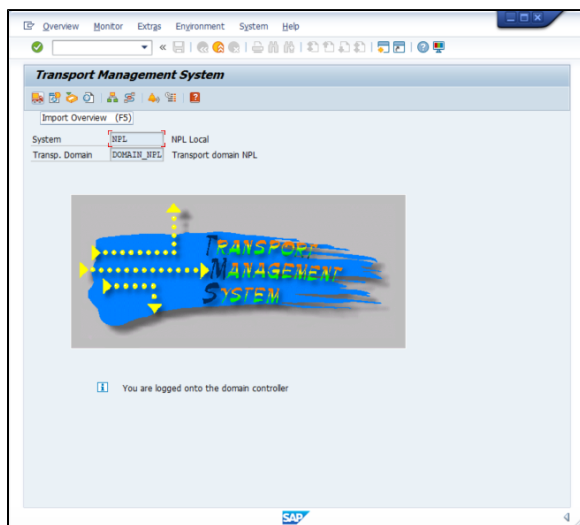 Overview Monitor Extras Environment System Help
Transport Management System
Import Overview (F5)
System NPL NPL Local
Transp. Domain DOMAIN_NPL Transport domain NPL
TRANSPORT
MANAGEMENT
SYSTEM
You are logged onto the domain controller
SAP